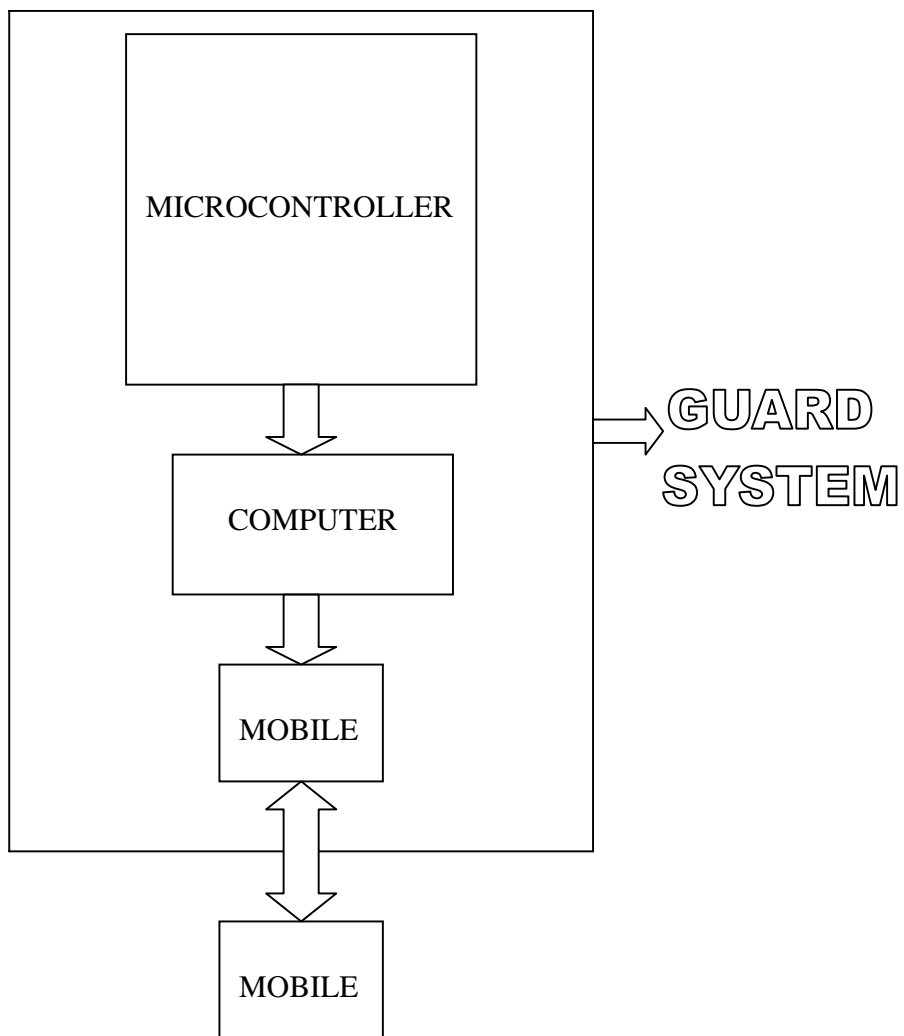 MICROCONTROLLER
GUARD
SYSTEM
COMPUTER
MOBILE
MOBILE